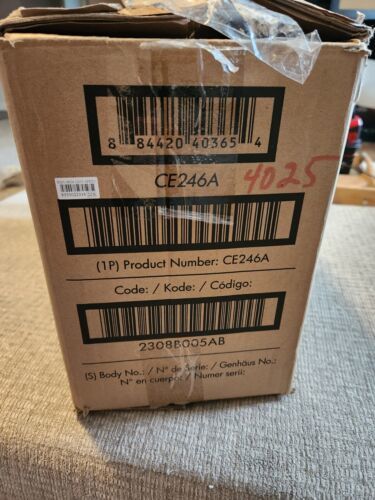 8 84420 40365 4
CE246A
4025
(1P) Product Number: CE246A
Code: / Kode: / Código:
2308B005AB
(S) Body No.: / N° de Serie: / Genhäus No.:
N° en cuerpo: / Numer serii: